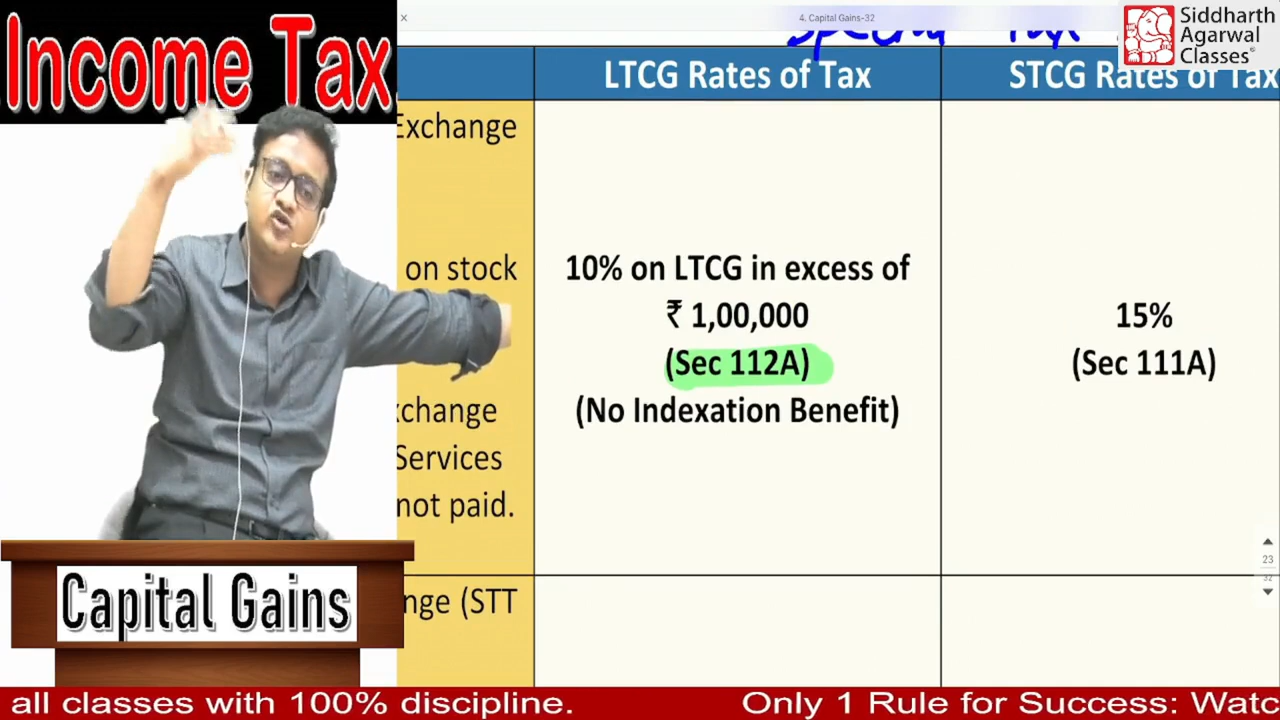 Income Tax
4. Capital Gains-32
Siddharth
Agarwal
Classes
LTCG Rates of Tax
STCG Rates of Tax
Exchange
on stock
xchange
Services
not paid.
10% on LTCG in excess of
₹ 1,00,000
(Sec 112A)
(No Indexation Benefit)
15%
(Sec 111A)
nge (STT
23
32
Capital Gains
all classes with 100% discipline.
Only 1 Rule for Success: Watc